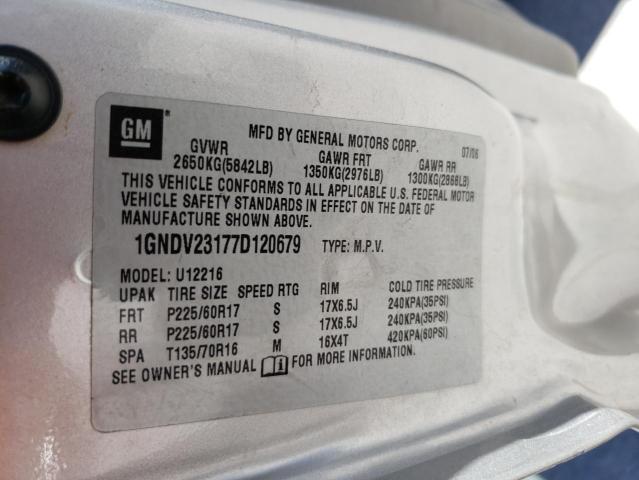 GM ®
MFD BY GENERAL MOTORS CORP. 07/06
GVWR GAWR FRT GAWR RR
2650KG(5842LB) 1350KG(2976LB) 1300KG(2866LB)
THIS VEHICLE CONFORMS TO ALL APPLICABLE U.S. FEDERAL MOTOR
VEHICLE SAFETY STANDARDS IN EFFECT ON THE DATE OF
MANUFACTURE SHOWN ABOVE.
1GNDV23177D120679 TYPE: M.P.V.
MODEL: U12216
UPAK TIRE SIZE SPEED RTG RIM COLD TIRE PRESSURE
FRT P225/60R17 S 17X6.5J 240KPA(35PSI)
RR P225/60R17 S 17X6.5J 240KPA(35PSI)
SPA T135/70R16 M 16X4T 420KPA(60PSI)
SEE OWNER'S MANUAL FOR MORE INFORMATION.